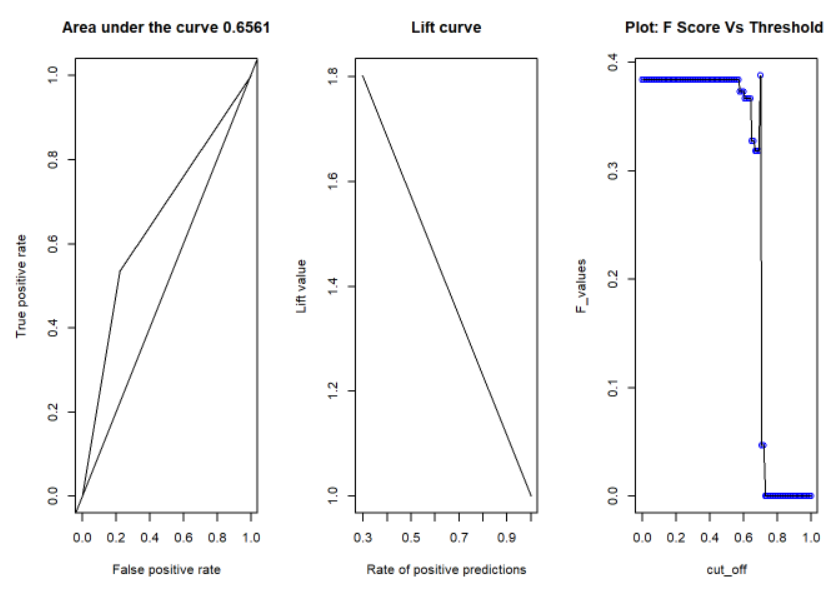 Area under the curve 0.6561
1.0
0.8
0.6
0.4
0.2
0.0
True positive rate
0.0 0.2 0.4 0.6 0.8 1.0
False positive rate
Lift curve
1.8
1.6
1.4
1.2
1.0
Lift value
0.3 0.5 0.7 0.9
Rate of positive predictions
Plot: F Score Vs Threshold
0.4
0.3
0.2
0.1
0.0
F_values
0.0 0.2 0.4 0.6 0.8 1.0
cut_off